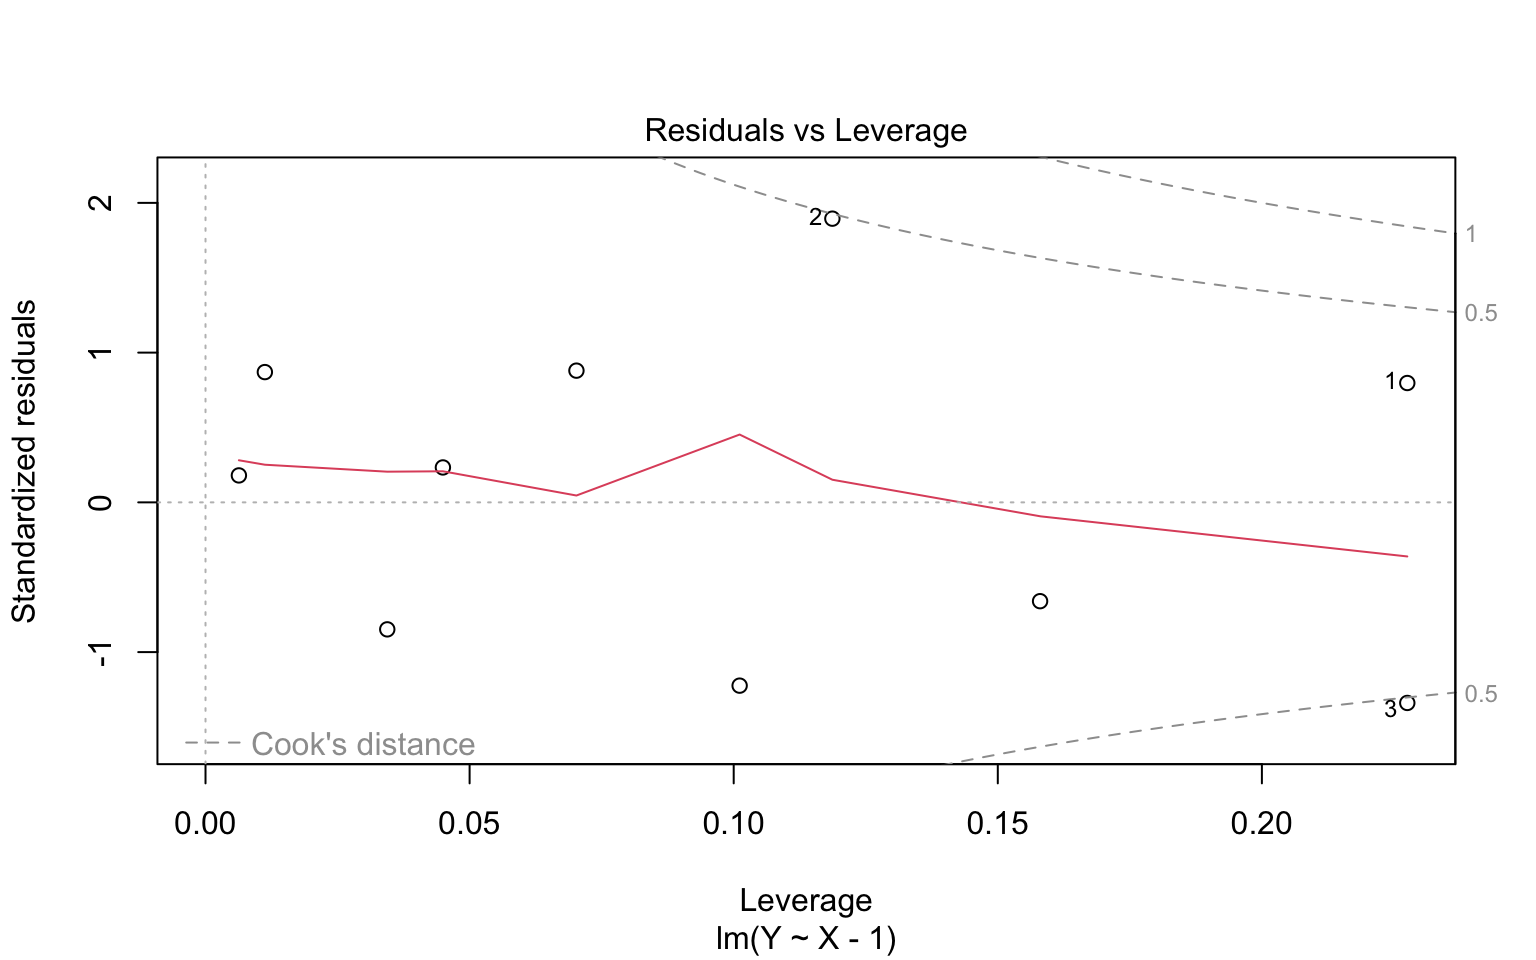 Residuals vs Leverage
Standardized residuals
2
1
0
-1
2
1
3
1
0.5
0.5
Cook's distance
0.00 0.05 0.10 0.15 0.20
Leverage
lm(Y ~ X - 1)